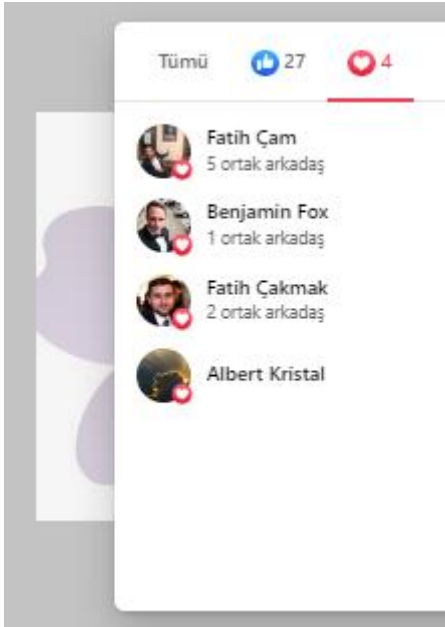 Tümü 27 4
Fatih Çam
5 ortak arkadaş
Benjamin Fox
1 ortak arkadaş
Fatih Çakmak
2 ortak arkadaş
Albert Kristal